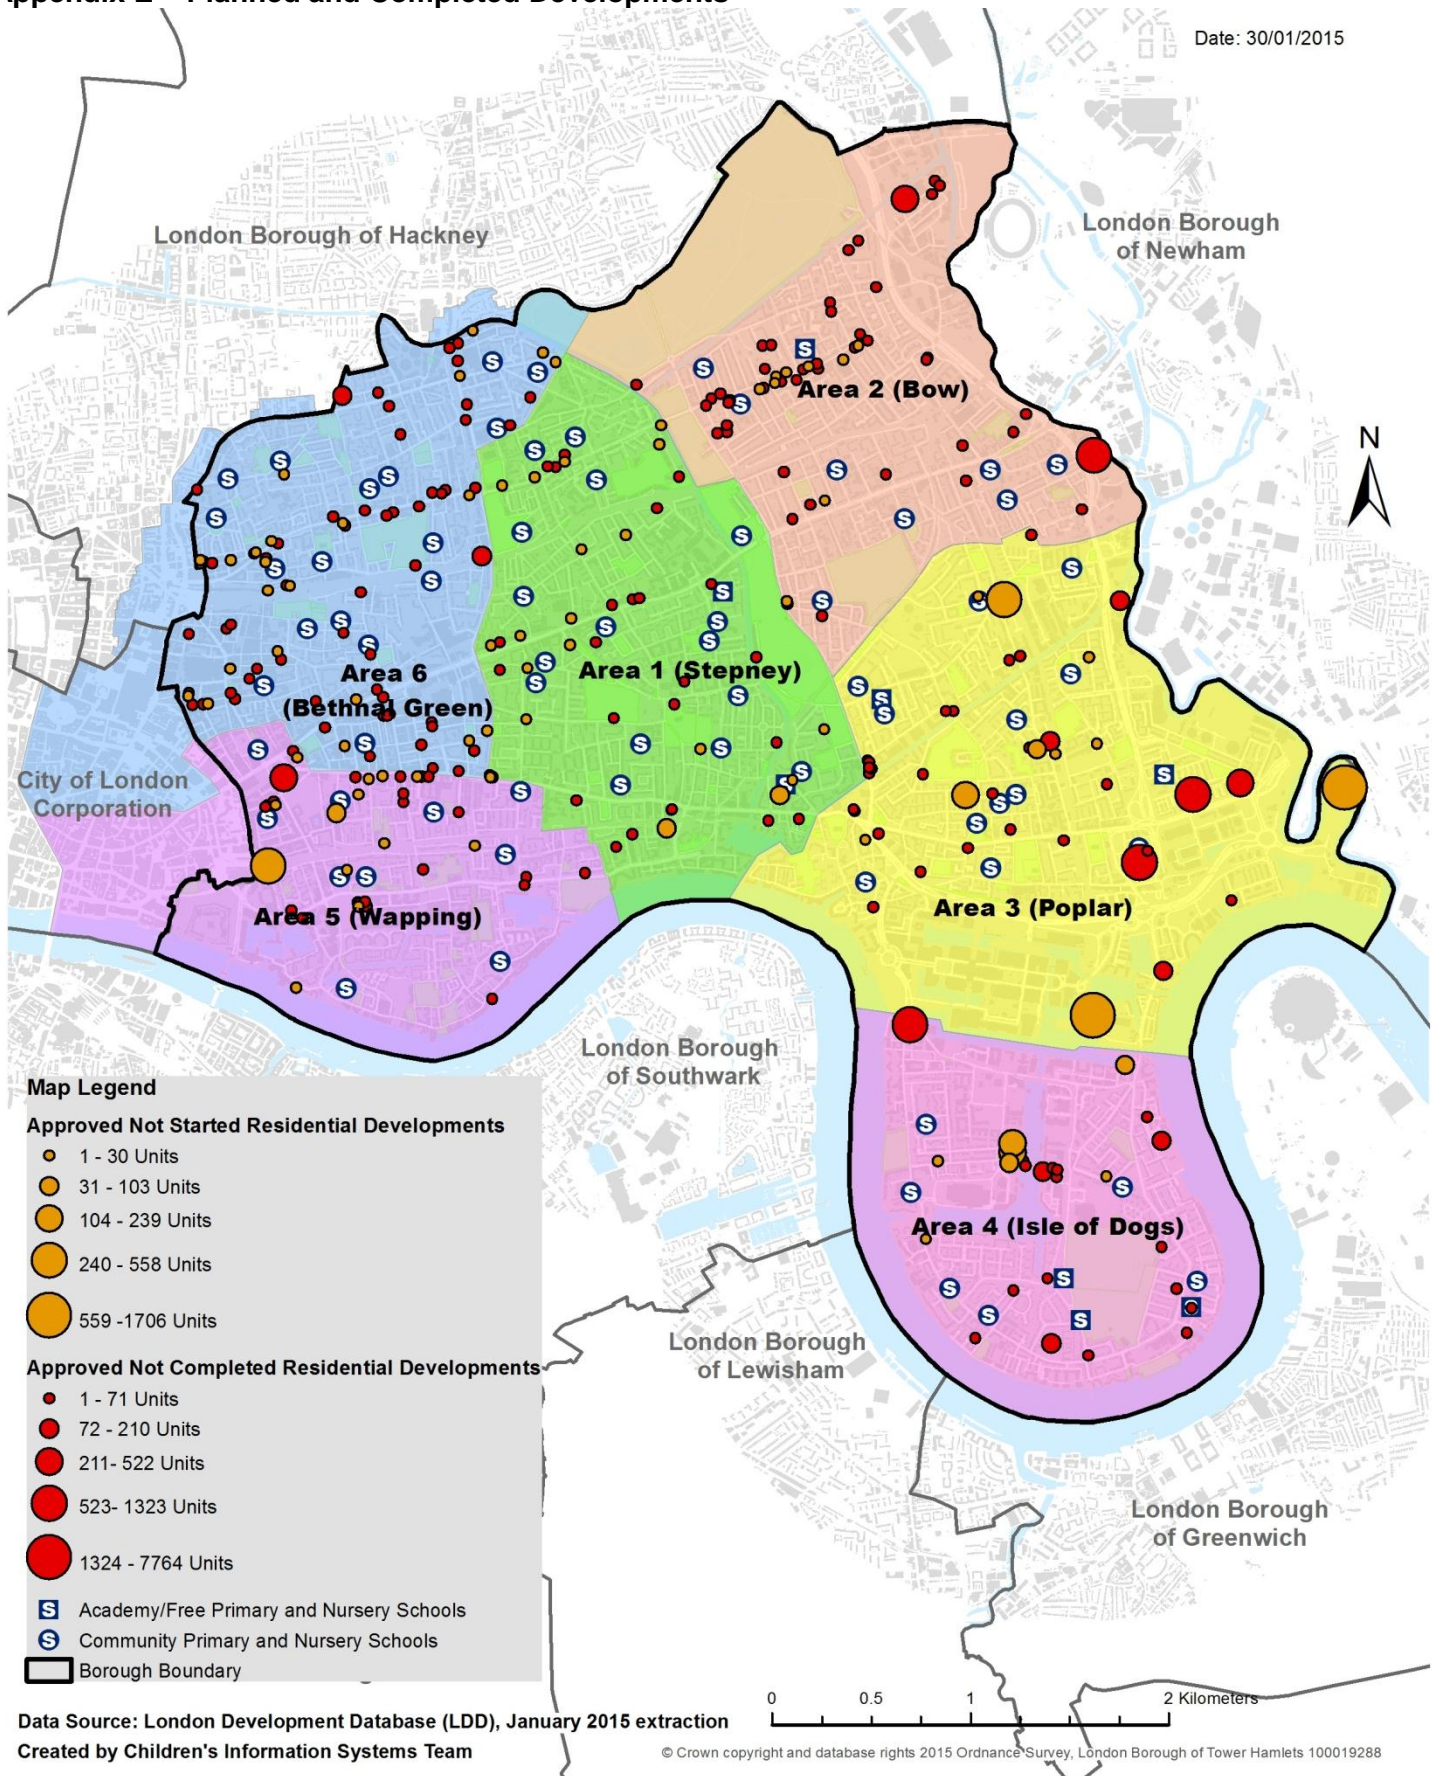 Appendix 2 – Planned and Completed Developments
Date: 30/01/2015
London Borough of Hackney
London Borough
of Newham
Area 2 (Bow)
N
Area 1 (Stepney)
Area 6
(Bethnal Green)
City of London
Corporation
Area 3 (Poplar)
Area 5 (Wapping)
London Borough
of Southwark
Area 4 (Isle of Dogs)
London Borough
of Lewisham
London Borough
of Greenwich
Map Legend
Approved Not Started Residential Developments
1 - 30 Units
31 - 103 Units
104 - 239 Units
240 - 558 Units
559 -1706 Units
Approved Not Completed Residential Developments
1 - 71 Units
72 - 210 Units
211- 522 Units
523- 1323 Units
1324 - 7764 Units
S Academy/Free Primary and Nursery Schools
S Community Primary and Nursery Schools
Borough Boundary
0 0.5 1 2 Kilometers
Data Source: London Development Database (LDD), January 2015 extraction
Created by Children's Information Systems Team
© Crown copyright and database rights 2015 Ordnance Survey, London Borough of Tower Hamlets 100019288